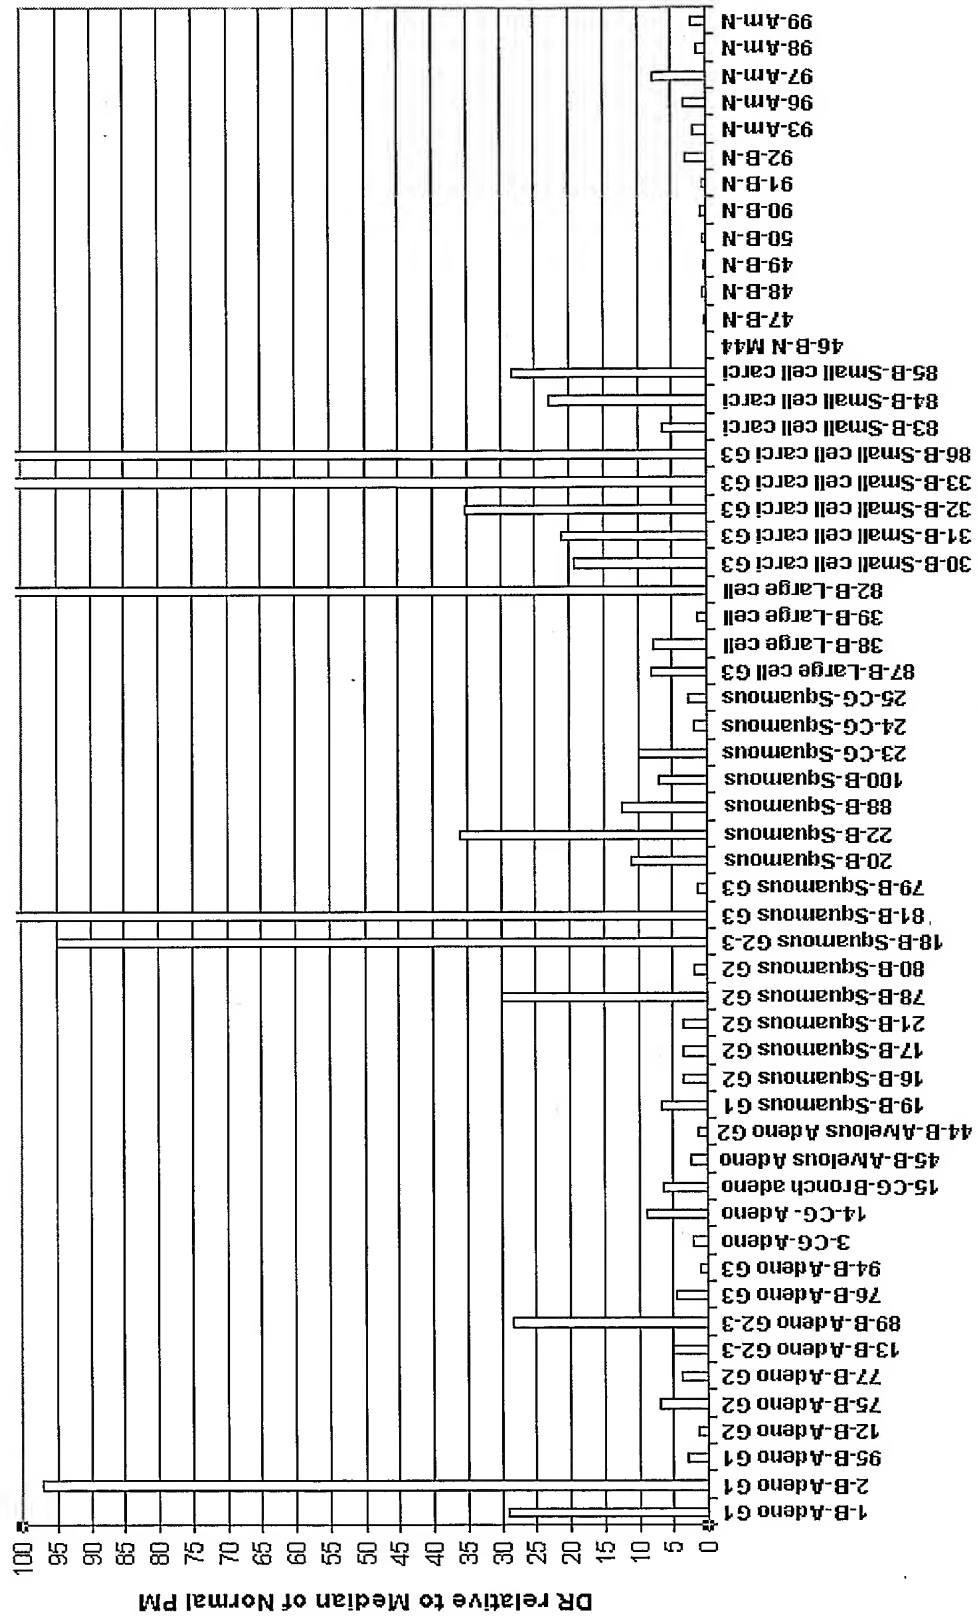 DR relative to Median of Normal PM
100
95
90
85
80
75
70
65
60
55
50
45
40
35
30
25
20
15
10
5
0
1-B-Adeno G1
2-B-Adeno G1
95-B-Adeno G1
12-B-Adeno G2
75-B-Adeno G2
77-B-Adeno G2
13-B-Adeno G2-3
89-B-Adeno G2-3
76-B-Adeno G3
94-B-Adeno G3
3-CG-Adeno
14-CG- Adeno
15-CG-Bronch adeno
45-B-Alvelous Adeno
44-B-Alvelous Adeno G2
19-B-Squamous G1
16-B-Squamous G2
17-B-Squamous G2
21-B-Squamous G2
78-B-Squamous G2
80-B-Squamous G2
18-B-Squamous G2-3
81-B-Squamous G3
79-B-Squamous G3
20-B-Squamous
22-B-Squamous
88-B-Squamous
100-B-Squamous
23-CG-Squamous
24-CG-Squamous
25-CG-Squamous
87-B-Large cell G3
38-B-Large cell
39-B-Large cell
82-B-Large cell
30-B-Small cell carci G3
31-B-Small cell carci G3
32-B-Small cell carci G3
33-B-Small cell carci G3
86-B-Small cell carci G3
83-B-Small cell carci
84-B-Small cell carci
85-B-Small cell carci
46-B-N M44
47-B-N
48-B-N
49-B-N
50-B-N
90-B-N
91-B-N
92-B-N
93-Am-N
96-Am-N
97-Am-N
98-Am-N
99-Am-N